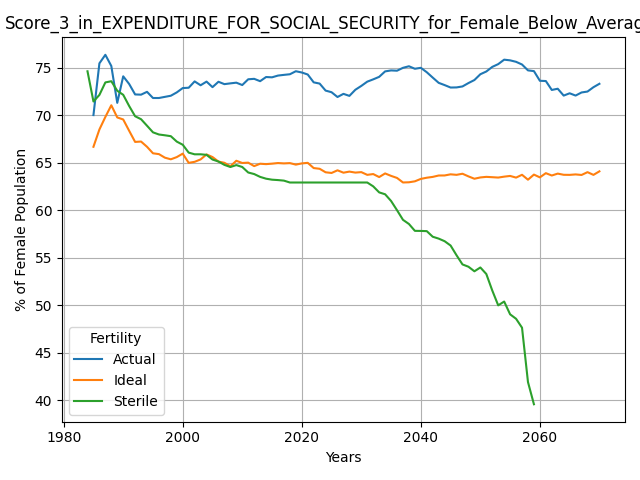 Score_3_in_EXPENDITURE_FOR_SOCIAL_SECURITY_for_Female_Below_Averag
% of Female Population
75
70
65
60
55
50
45
40
Fertility
Actual
Ideal
Sterile
1980 2000 2020 2040 2060
Years